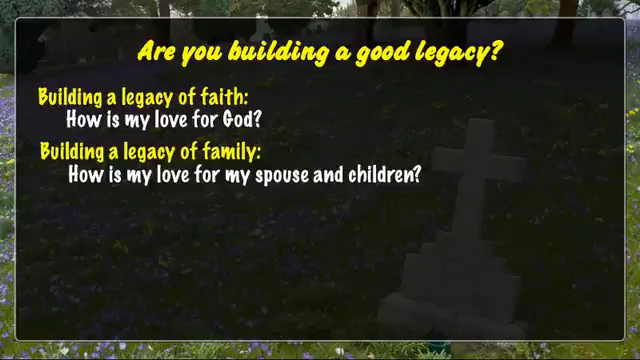 Are you building a good legacy?
Building a legacy of faith:
How is my love for God?
Building a legacy of family:
How is my love for my spouse and children?